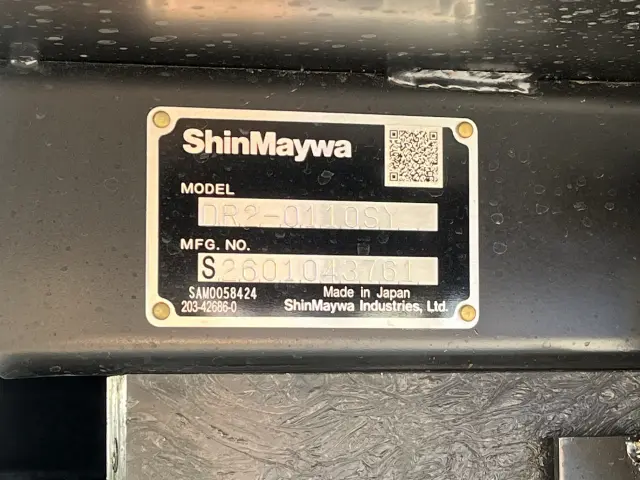 ShinMaywa
MODEL
DR2-0110SY
MFG. NO.
S2601043761
SAM0058424
Made in Japan
203-42686-0
ShinMaywa Industries, Ltd.